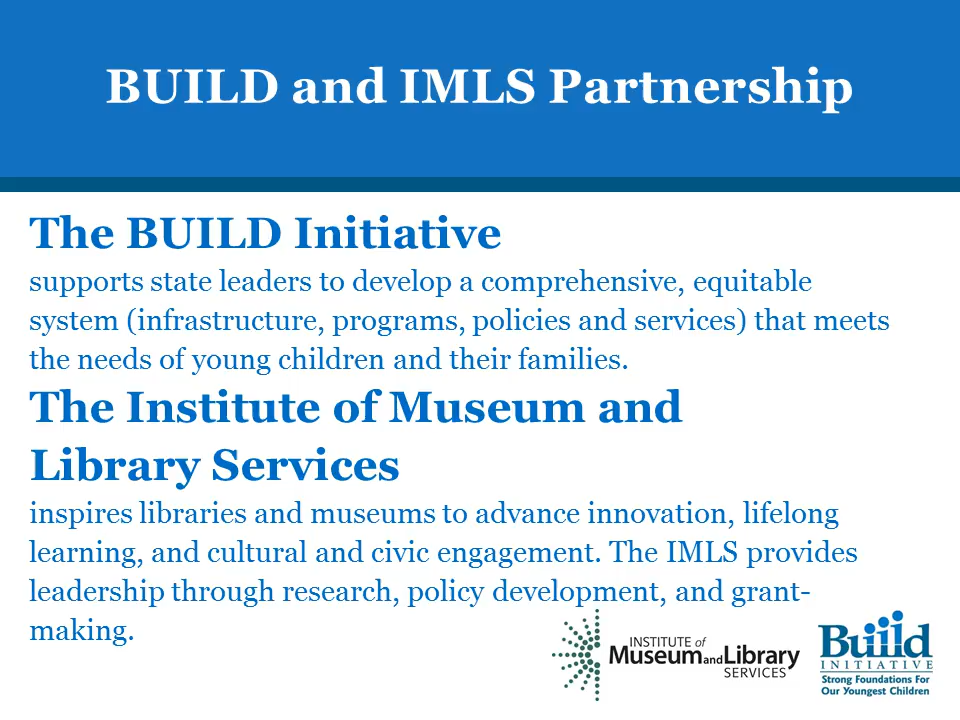 BUILD and IMLS Partnership
The BUILD Initiative
supports state leaders to develop a comprehensive, equitable
system (infrastructure, programs, policies and services) that meets
the needs of young children and their families.
The Institute of Museum and
Library Services
inspires libraries and museums to advance innovation, lifelong
learning, and cultural and civic engagement. The IMLS provides
leadership through research, policy development, and grant-
making.
INSTITUTE of
Museum and Library
SERVICES
Build
INITIATIVE
Strong Foundations For
Our Youngest Children